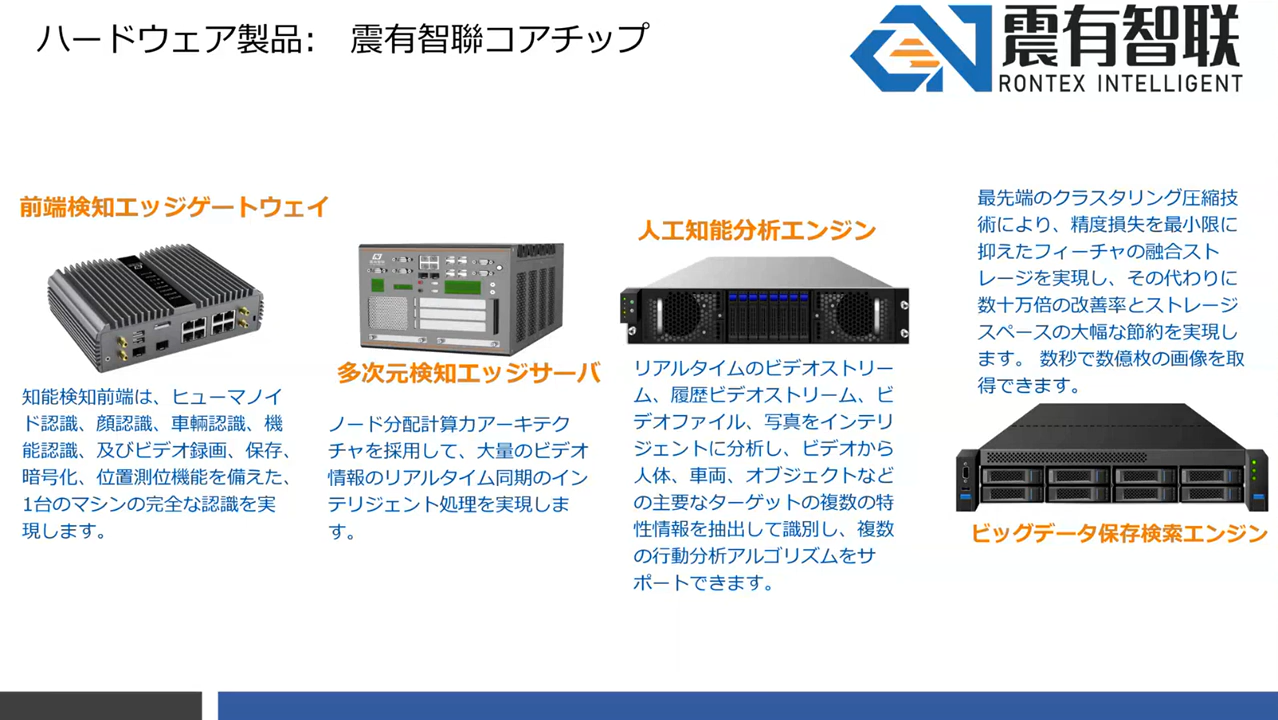 ハードウェア製品: 震有智聯コアチップ
震有智联
RONTEX INTELLIGENT
前端検知エッジゲートウェイ
知能検知前端は、ヒューマノイ
ド認識、顔認識、車輌認識、機
能認識、及びビデオ録画、保存、
暗号化、位置測位機能を備えた、
1台のマシンの完全な認識を実
現します。
多次元検知エッジサーバ
ノード分配計算力アーキテク
チャを採用して、大量のビデオ
情報のリアルタイム同期のイン
テリジェント処理を実現しま
す。
人工知能分析エンジン
リアルタイムのビデオストリー
ム、履歴ビデオストリーム、ビ
デオファイル、写真をインテリ
ジェントに分析し、ビデオから
人体、車両、オブジェクトなど
の主要なターゲットの複数の特
性情報を抽出して識別し、複数
の行動分析アルゴリズムをサ
ポートできます。
最先端のクラスタリング圧縮技
術により、精度損失を最小限に
抑えたフィーチャの融合スト
レージを実現し、その代わりに
数十万倍の改善率とストレージ
スペースの大幅な節約を実現し
ます。 数秒で数億枚の画像を取
得できます。
ビッグデータ保存検索エンジン